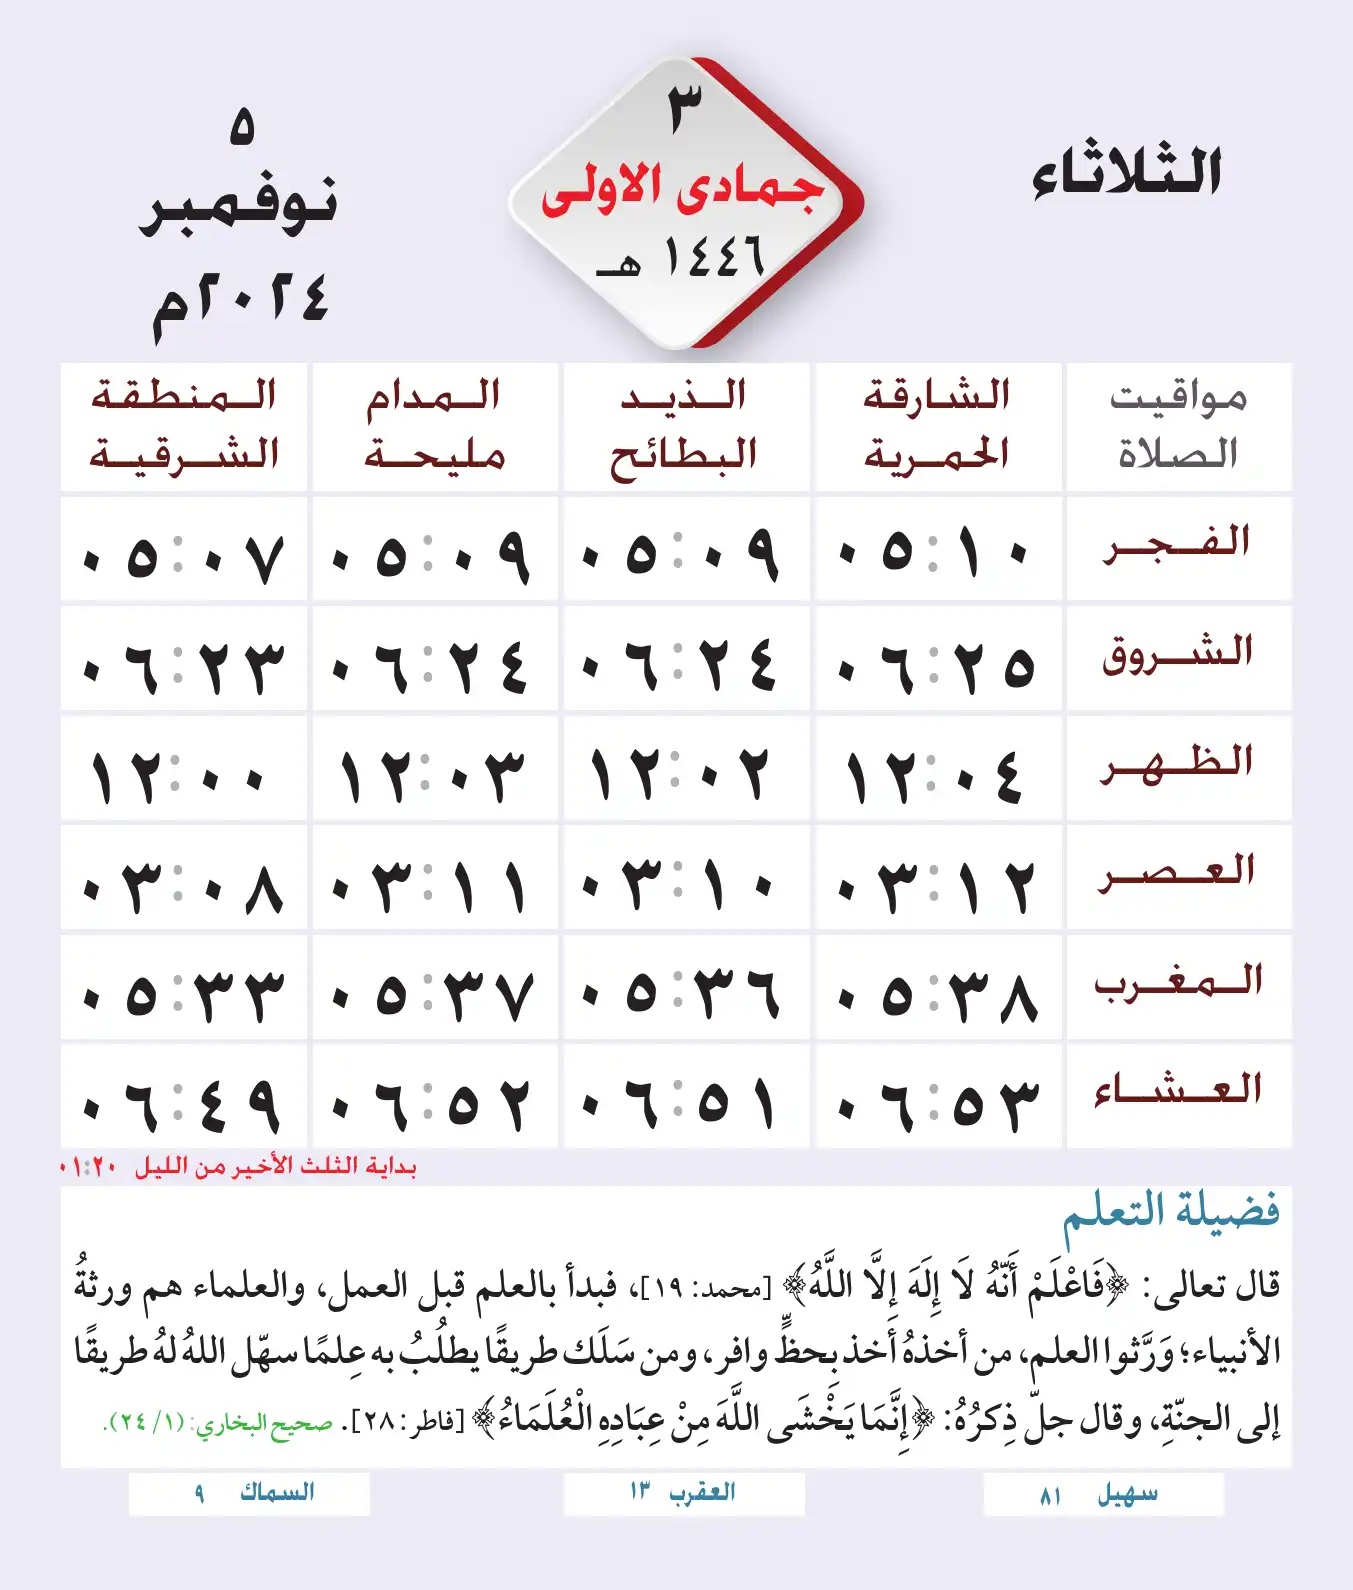 الثلاثاء
٣
جمادى الاولى
١٤٤٦ هـ
٥
نوفمبر
٢٠٢٤م
مواقيت الصلاة
الشارقة الحمرية
الذيد البطائح
المدام مليحة
المنطقة الشرقية
الفجر ٠٥:١٠ ٠٥:٠٩ ٠٥:٠٩ ٠٥:٠٧
الشروق ٠٦:٢٥ ٠٦:٢٤ ٠٦:٢٤ ٠٦:٢٣
الظهر ١٢:٠٤ ١٢:٠٢ ١٢:٠٣ ١٢:٠٠
العصر ٠٣:١٢ ٠٣:١٠ ٠٣:١١ ٠٣:٠٨
المغرب ٠٥:٣٨ ٠٥:٣٦ ٠٥:٣٧ ٠٥:٣٣
العشاء ٠٦:٥٣ ٠٦:٥١ ٠٦:٥٢ ٠٦:٤٩
بداية الثلث الأخير من الليل ٠١:٢٠
فضيلة التعلم
قال تعالى: ﴿فَاعْلَمْ أَنَّهُ لَا إِلَهَ إِلَّا اللَّهُ﴾ [محمد: ١٩]، فبدأ بالعلم قبل العمل، والعلماء هم ورثةُ
الأنبياء؛ وَرَّثوا العلم، من أخذهُ أخذ بحظٍّ وافر، ومن سَلَك طريقًا يطلُبُ به عِلمًا سهّل اللهُ لهُ طريقًا
إلى الجنّةِ، وقال جلّ ذِكرُهُ: ﴿إِنَّمَا يَخْشَى اللَّهَ مِنْ عِبَادِهِ الْعُلَمَاءُ﴾ [فاطر: ٢٨]. صحيح البخاري: (١/ ٢٤).
سهيل ٨١
العقرب ١٣
السماك ٩